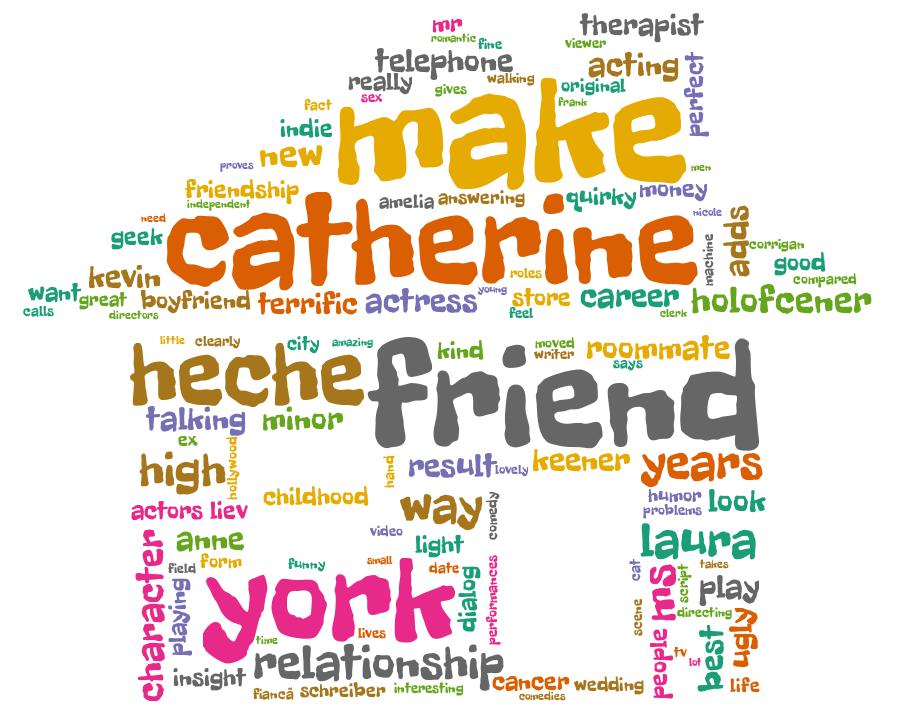 mr
therapist
romantic fine viewer
telephone
acting
really walking original perfect
sex gives frank
fact make
indie
new
proves men
friendship amelia answering quirky money
independent
need catherine nicole
geek adds
machine corrigan
kevin roles good
compared
want great boyfriend terrific actress young store career holofcener
calls directors feel clerk
little clearly city amazing kind moved roommate
writer
says
heche friend
talking minor
ex
high hollywood hand result lovely keener years
childhood way comedy humor look
actors liev problems
video
anne light laura
character field form funny small date cat takes
playing york dialog performances ms script play
scene directing
time lives people tv best ugly
relationship lot
insight cancer wedding life
fiancã schreiber interesting comedies